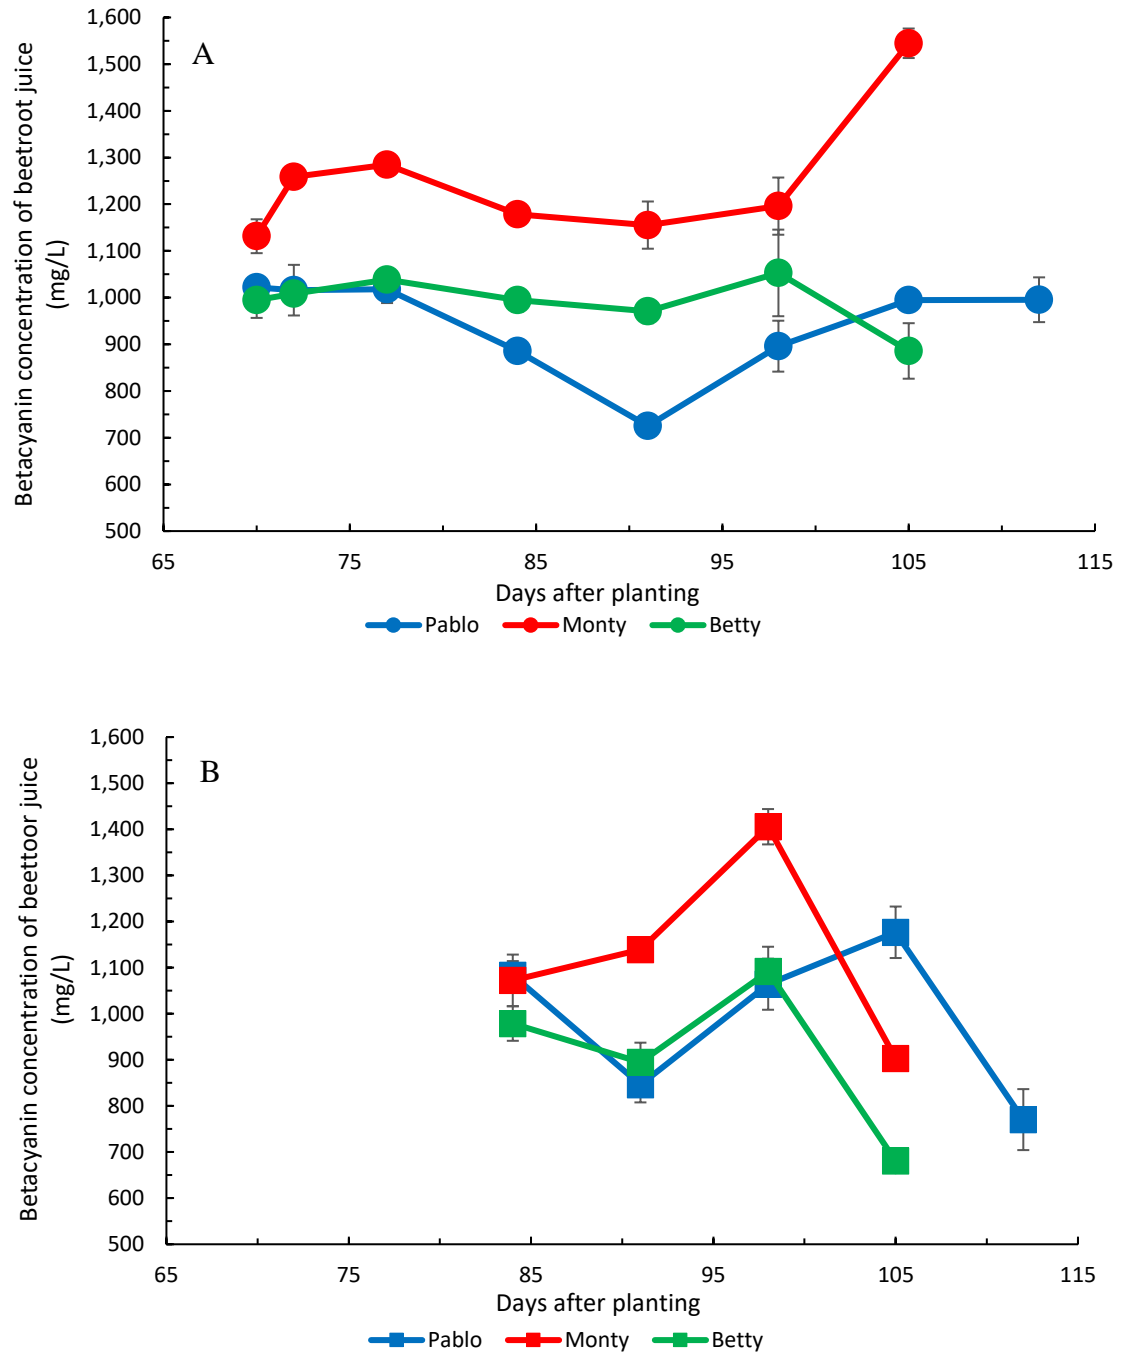 A
Betacyanin concentration of beetroot juice
(mg/L)
1,600
1,500
1,400
1,300
1,200
1,100
1,000
900
800
700
600
500
65
75
85
95
105
115
Days after planting
Pablo
Monty
Betty
B
Betacyanin concentration of beettoor juice
(mg/L)
1,600
1,500
1,400
1,300
1,200
1,100
1,000
900
800
700
600
500
65
75
85
95
105
115
Days after planting
Pablo
Monty
Betty